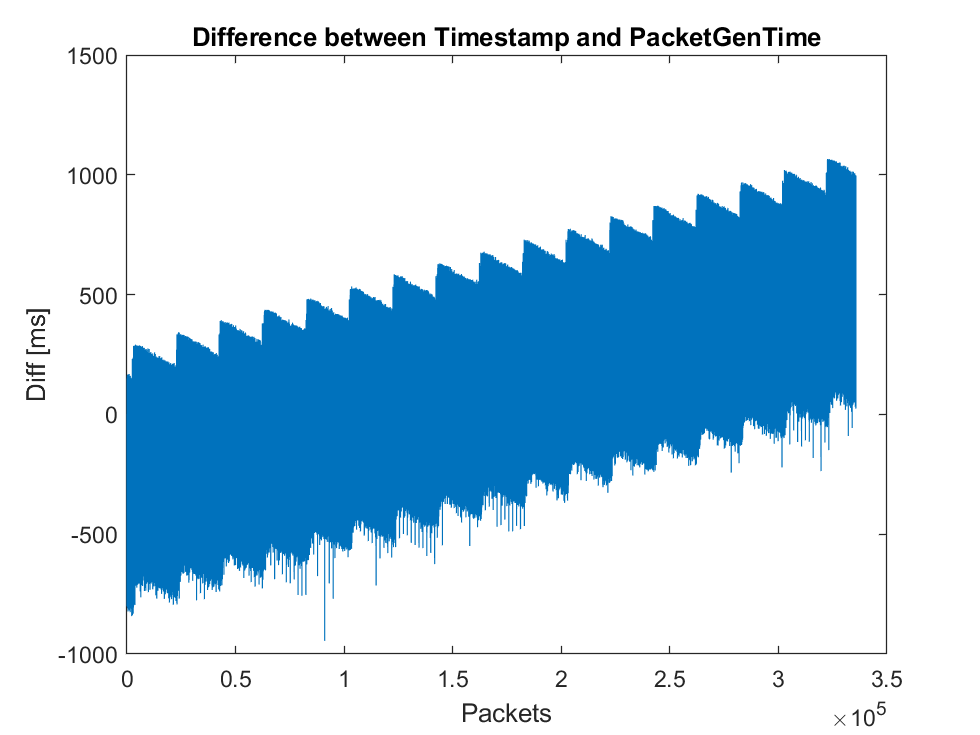 Difference between Timestamp and PacketGenTime
1500
1000
500
0
-500
-1000
Diff [ms]
0 0.5 1 1.5 2 2.5 3 3.5
Packets
×10^5